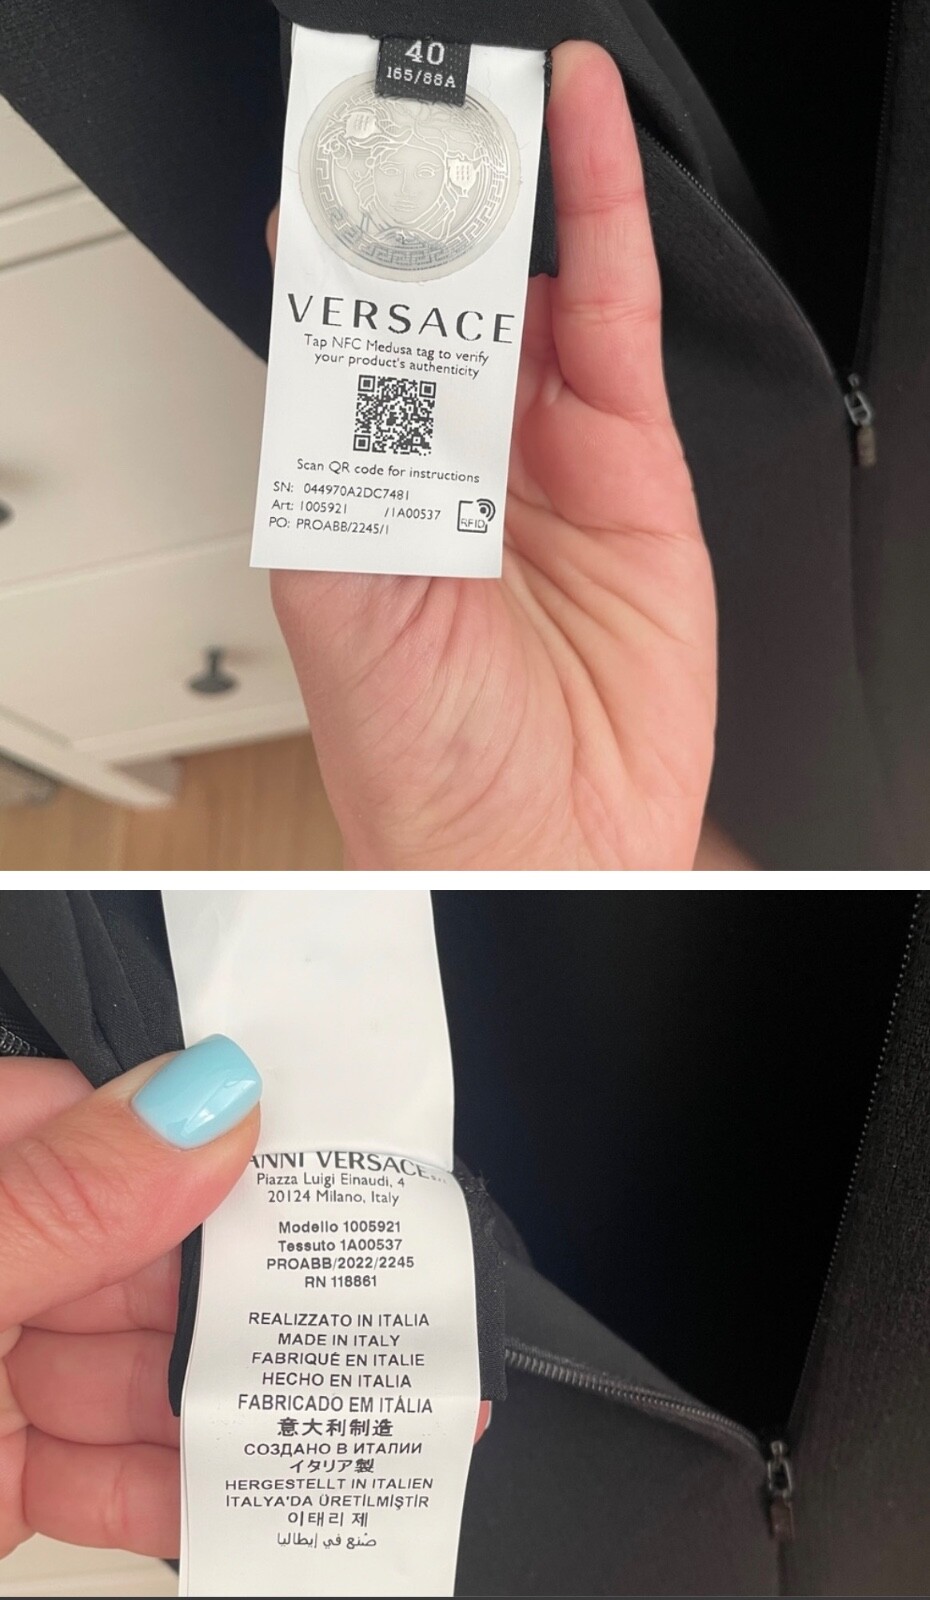 40
165/88A
VERSACE
Tap NFC Medusa tag to verify
your product's authenticity
Scan QR code for instructions
SN: 044970A2DC7481
Art: 1005921 /1A00537
PO: PROABB/2245/1
RFID
ANNI VERSACE
Piazza Luigi Einaudi, 4
20124 Milano, Italy
Modello 1005921
Tessuto 1A00537
PROABB/2022/2245
RN 118861
REALIZZATO IN ITALIA
MADE IN ITALY
FABRIQUÉ EN ITALIE
HECHO EN ITALIA
FABRICADO EM ITÁLIA
意大利制造
СОЗДАНО В ИТАЛИИ
イタリア製
HERGESTELLT IN ITALIEN
İTALYA'DA ÜRETİLMİŞTİR
이태리 제
صنع في إيطاليا